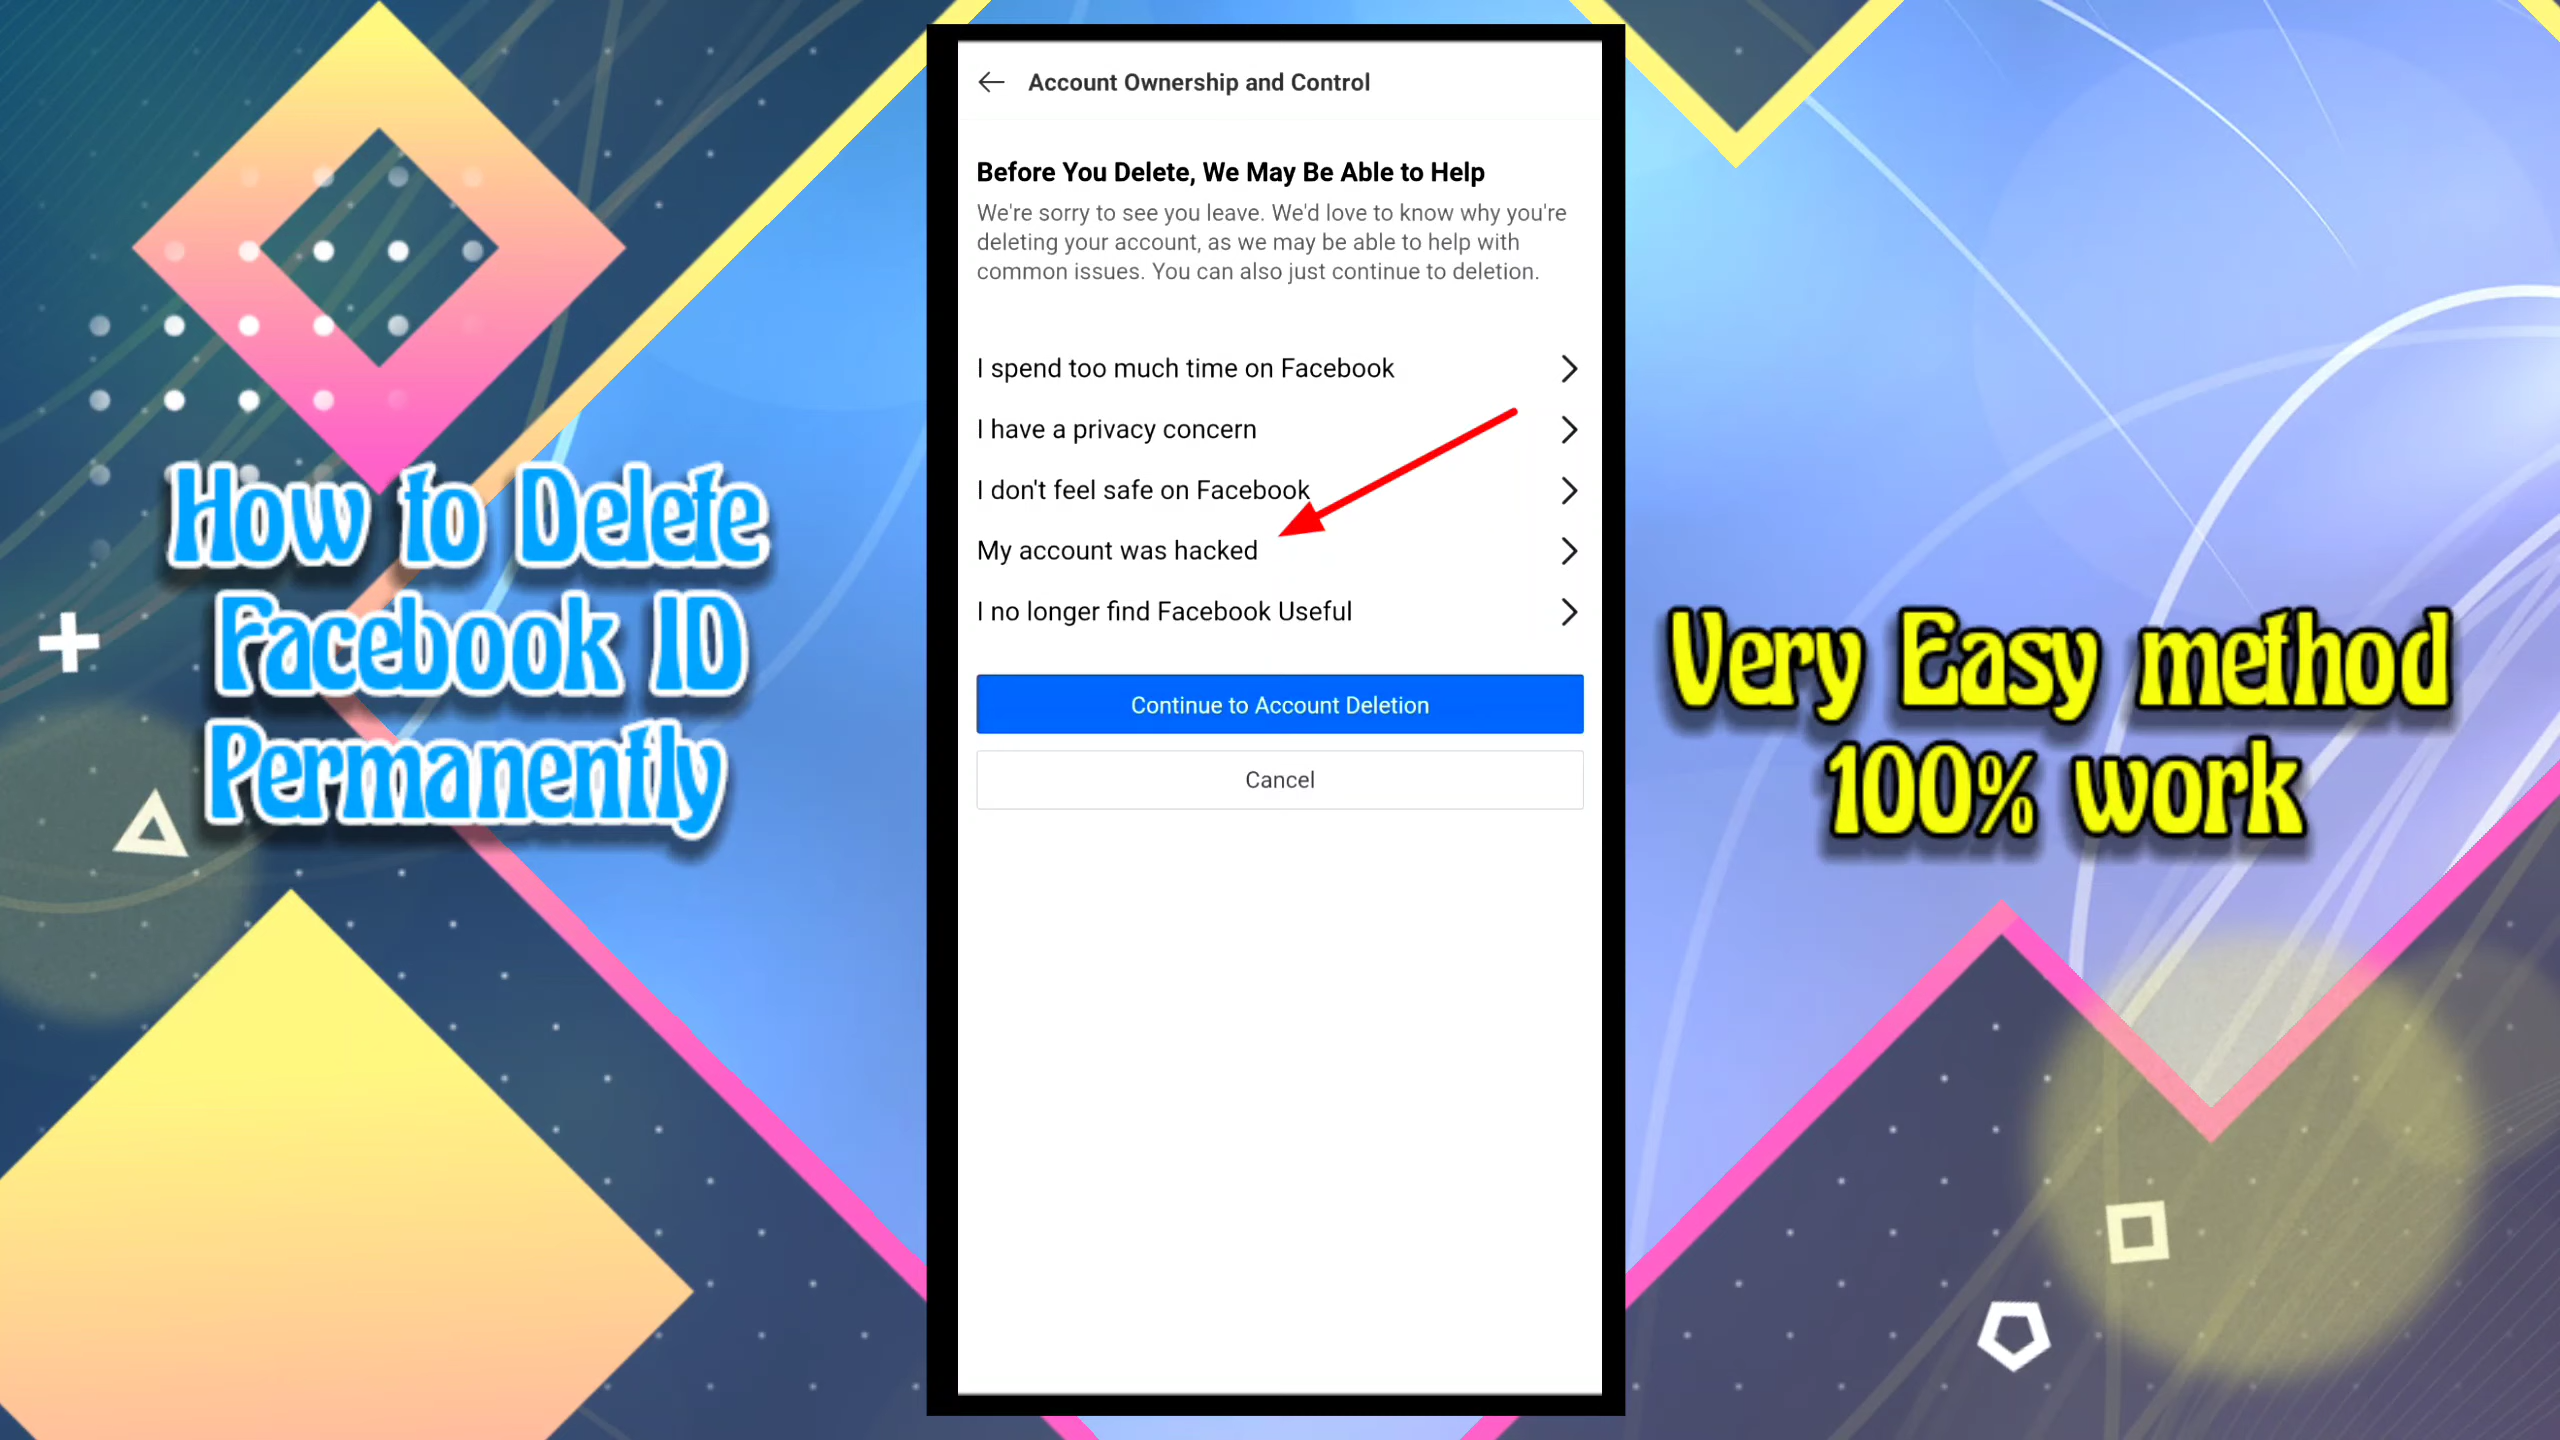 How to Delete
Facebook ID
Permanently
Account Ownership and Control
Before You Delete, We May Be Able to Help
We're sorry to see you leave. We'd love to know why you're
deleting your account, as we may be able to help with
common issues. You can also just continue to deletion.
I spend too much time on Facebook
I have a privacy concern
I don't feel safe on Facebook
My account was hacked
I no longer find Facebook Useful
Continue to Account Deletion
Cancel
Very Easy method
100% work